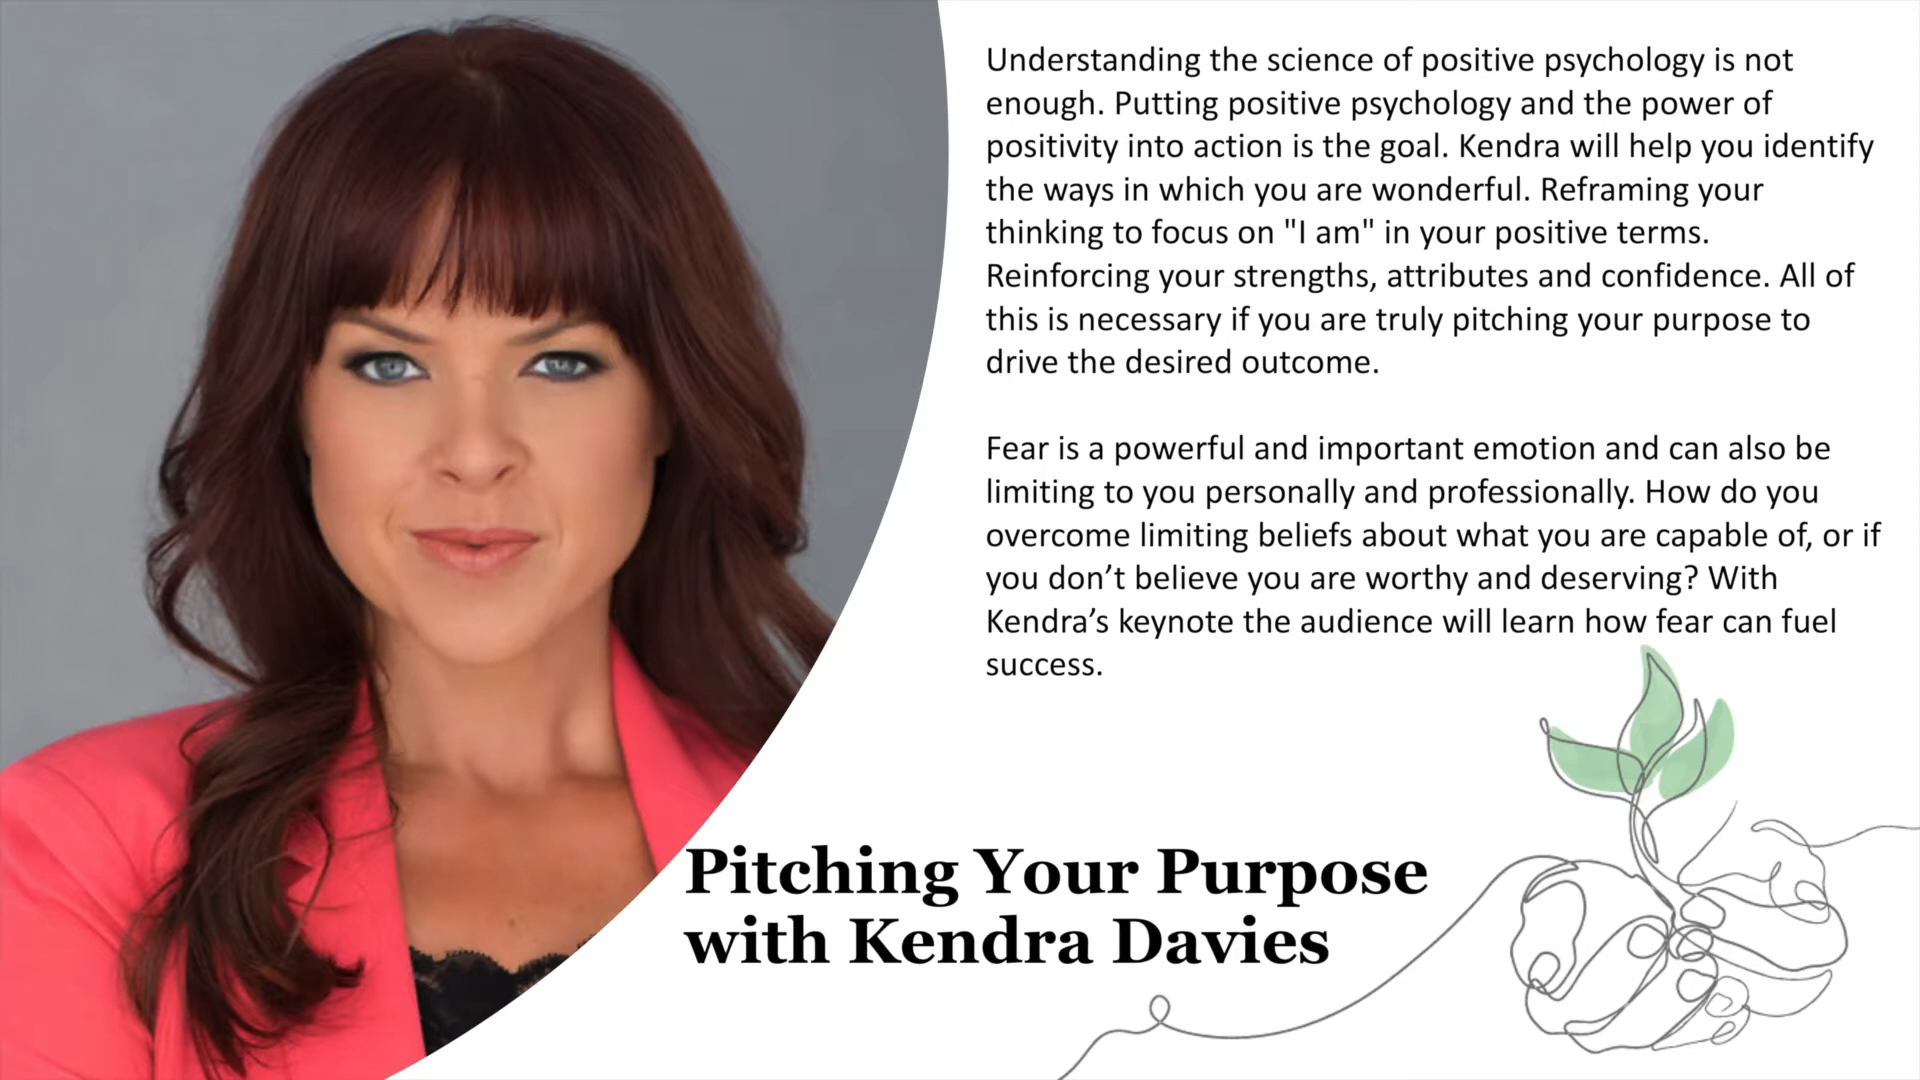 Understanding the science of positive psychology is not
enough. Putting positive psychology and the power of
positivity into action is the goal. Kendra will help you identify
the ways in which you are wonderful. Reframing your
thinking to focus on "I am" in your positive terms.
Reinforcing your strengths, attributes and confidence. All of
this is necessary if you are truly pitching your purpose to
drive the desired outcome.
Fear is a powerful and important emotion and can also be
limiting to you personally and professionally. How do you
overcome limiting beliefs about what you are capable of, or if
you don’t believe you are worthy and deserving? With
Kendra’s keynote the audience will learn how fear can fuel
success.
Pitching Your Purpose
with Kendra Davies